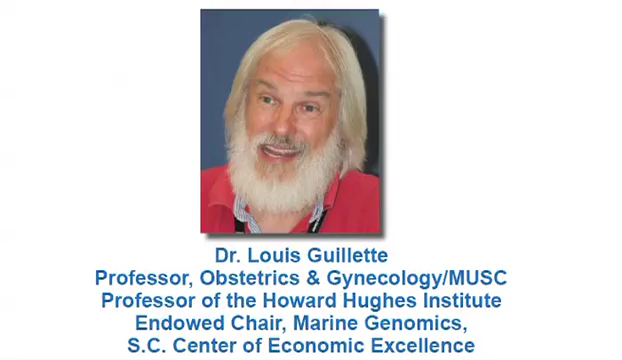 Dr. Louis Guillette
Professor, Obstetrics & Gynecology/MUSC
Professor of the Howard Hughes Institute
Endowed Chair, Marine Genomics,
S.C. Center of Economic Excellence